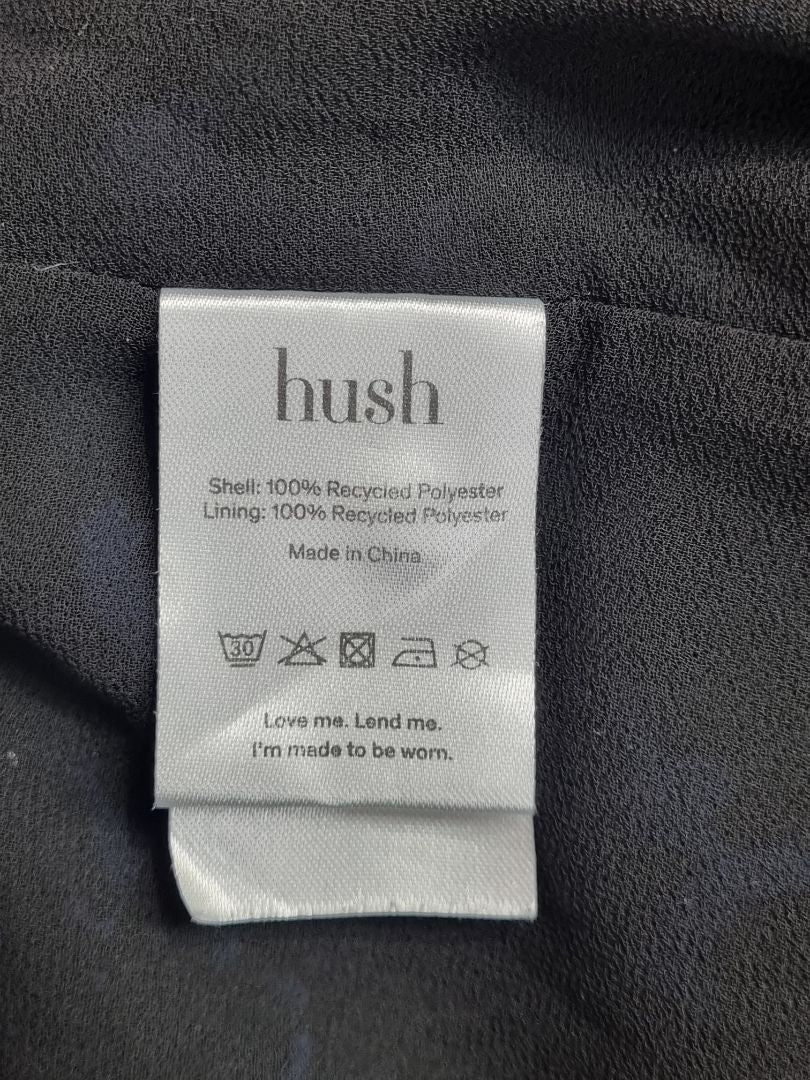 hush
Shell: 100% Recycled Polyester
Lining: 100% Recycled Polyester
Made in China
30
Love me. Lend me.
I'm made to be worn.